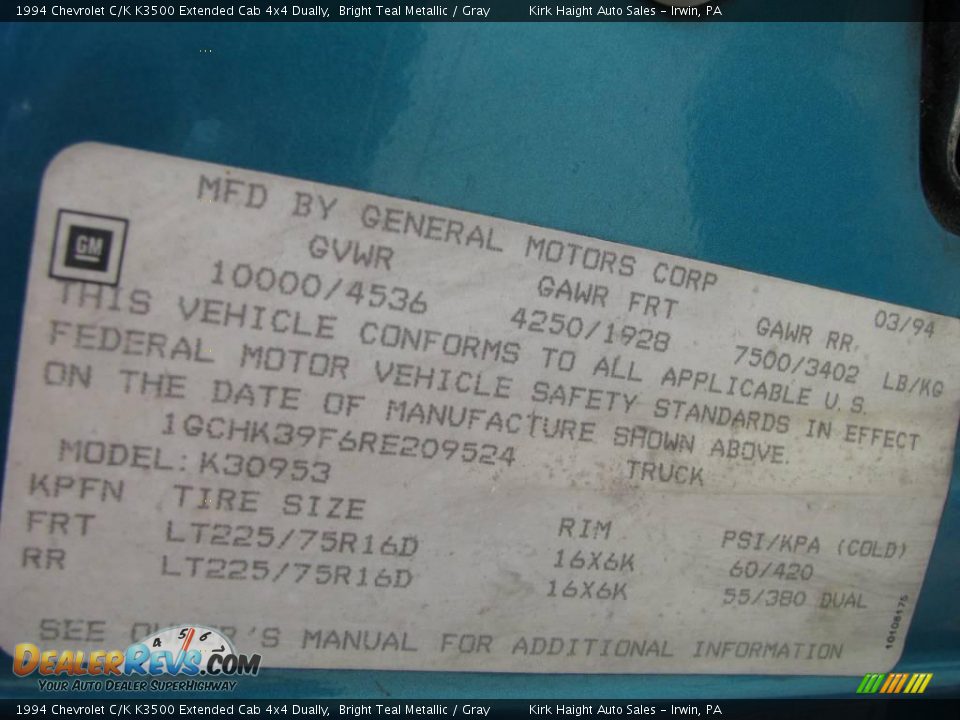 1994 Chevrolet C/K K3500 Extended Cab 4x4 Dually, Bright Teal Metallic / Gray Kirk Haight Auto Sales - Irwin, PA
MFD BY GENERAL MOTORS CORP 03/94
GM
GVWR GAWR FRT GAWR RR.
10000/4536 4250/1928 7500/3402 LB/KG
THIS VEHICLE CONFORMS TO ALL APPLICABLE U.S.
FEDERAL MOTOR VEHICLE SAFETY STANDARDS IN EFFECT
ON THE DATE OF MANUFACTURE SHOWN ABOVE.
1GCHK39F6RE209524 TRUCK
MODEL: K30953
KPFN TIRE SIZE RIM PSI/KPA (COLD)
FRT LT225/75R16D 16X6K 60/420
RR LT225/75R16D 16X6K 55/380 DUAL
SEE OWNER'S MANUAL FOR ADDITIONAL INFORMATION
10108175
4 5 6
DEALERREVS.COM
YOUR AUTO DEALER SUPERHIGHWAY
1994 Chevrolet C/K K3500 Extended Cab 4x4 Dually, Bright Teal Metallic / Gray Kirk Haight Auto Sales - Irwin, PA